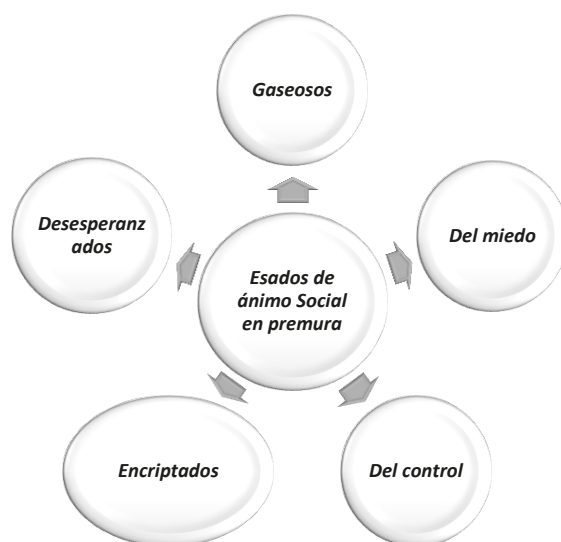 Gaseosos
Desesperanz
ados
Del miedo
Esados de
ánimo Social
en premura
Encriptados
Del control